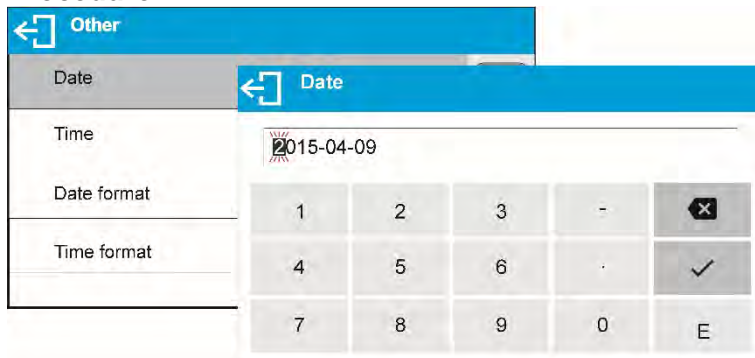 Other
Date
Time
Date format
Time format
Date
2015-04-09
1 2 3 -
4 5 6 .
7 8 9 0 E